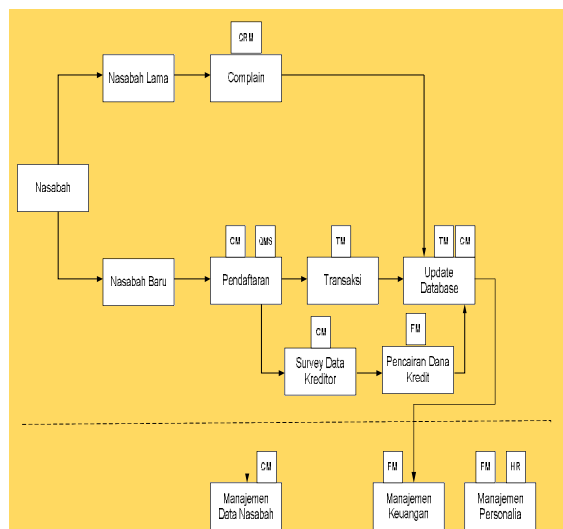 CRM
Nasabah Lama
Complain
Nasabah
CM
QMS
TM
TM
CM
Nasabah Baru
Pendaftaran
Transaksi
Update
Database
CM
FM
Survey Data
Kreditor
Pencairan Dana
Kredit
CM
FM
FM
HR
Manajemen
Data Nasabah
Manajemen
Keuangan
Manajemen
Personalia